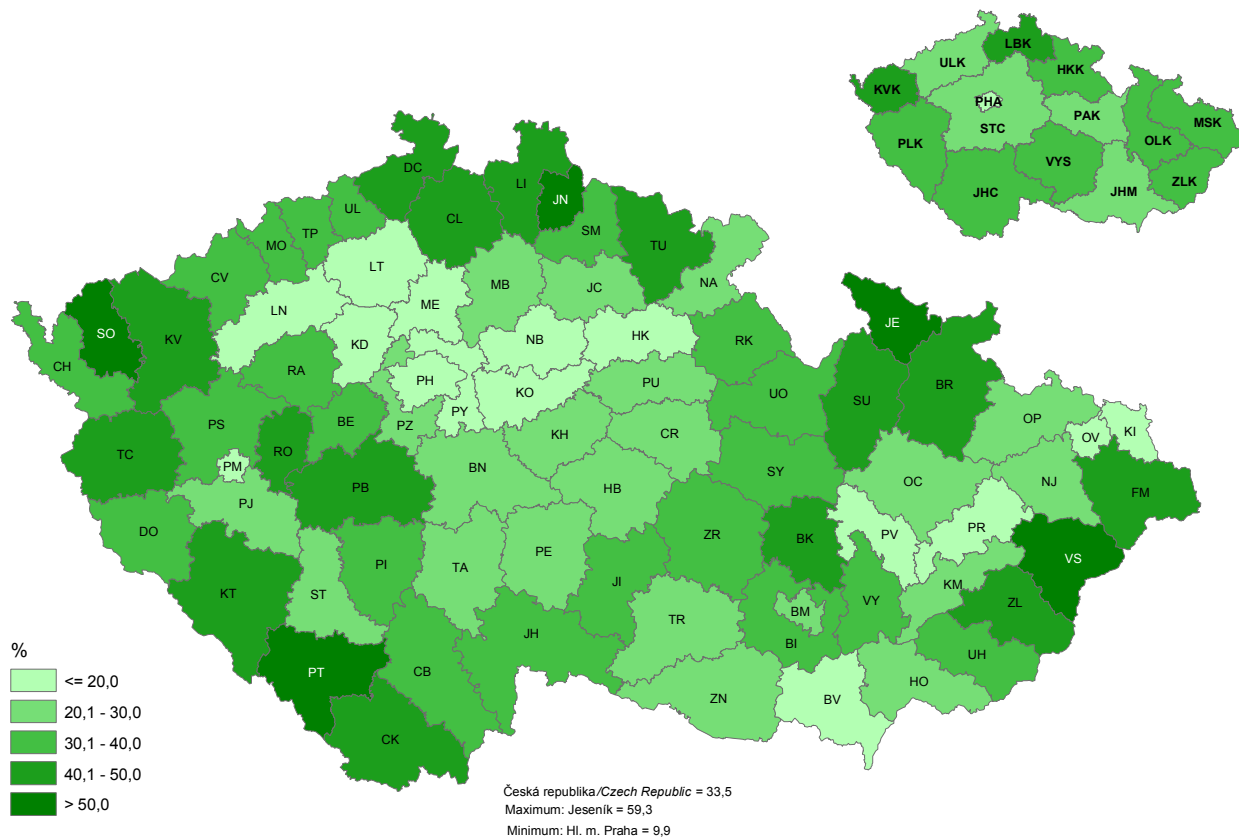 LBK
ULK
HKK
KVK
PHA
PAK
MSK
STC
OLK
PLK
VYS
ZLK
JHC
JHM
DC
LI
JN
UL
CL
TP
SM
MO
TU
CV
LT
MB
JC
NA
LN
ME
SO
JE
KV
KD
NB
HK
RK
CH
RA
PH
KO
PU
BR
UO
SU
PY
BE
PZ
PS
KH
CR
OP
OV
KI
TC
RO
PM
SY
BN
OC
NJ
PB
HB
FM
PJ
DO
PV
PR
ZR
BK
PE
VS
PI
TA
JI
KM
KT
ST
VY
ZL
BM
TR
JH
BI
UH
%
PT
CB
HO
<= 20,0
ZN
BV
20,1 - 30,0
30,1 - 40,0
CK
40,1 - 50,0
> 50,0
Česká republika/Czech Republic = 33,5
Maximum: Jeseník = 59,3
Minimum: Hl. m. Praha = 9,9